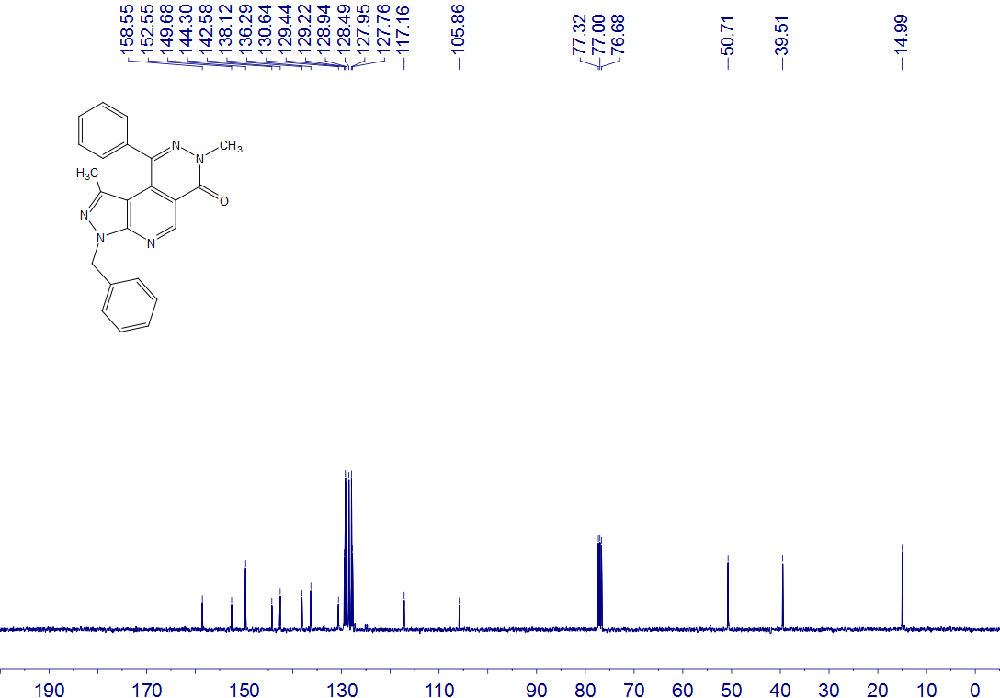 158.55
152.55
149.68
144.30
142.58
138.12
136.29
130.64
129.44
129.22
128.94
128.49
127.95
127.76
117.16
105.86
77.32
77.00
76.68
50.71
39.51
14.99
N
CH3
N
H3C
O
N
N
N
190 170 150 130 110 90 80 70 60 50 40 30 20 10 0